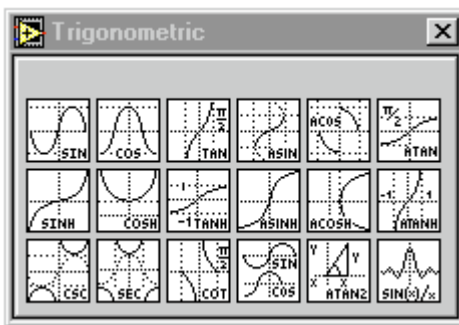 Trigonometric
SIN COS π/2 TAN ASIN ACOS π/2 ATAN
SINH COSH -1 -1 TANH ASINH ACOSH -1 1 ATANH
CSC SEC π/2 COT SIN COS Y Y X X ATAN2 SIN(x)/x